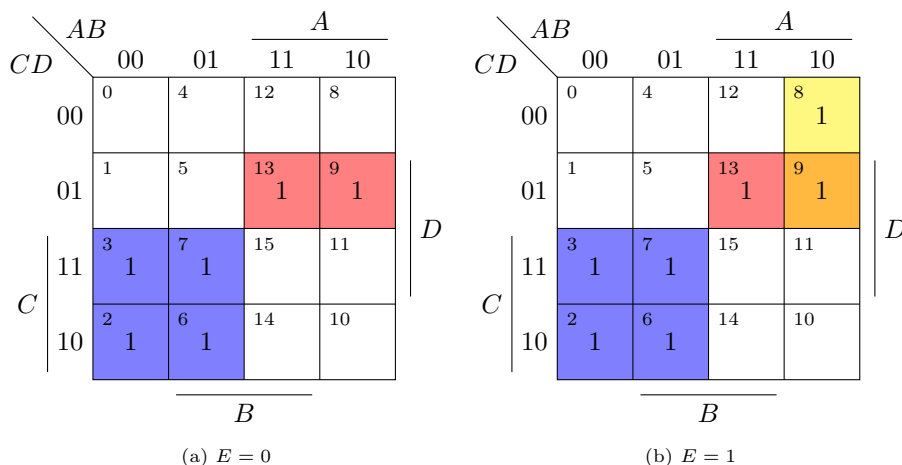 A A
AB AB
CD 00 01 11 10 CD 00 01 11 10
0 4 12 8 0 4 12 8
00 00 1
1 5 13 9 1 5 13 9
01 1 1 01 1 1
D D
3 7 15 11 3 7 15 11
11 1 1 11 1 1
C C
2 6 14 10 2 6 14 10
10 1 1 10 1 1
B B
(a) E = 0 (b) E = 1